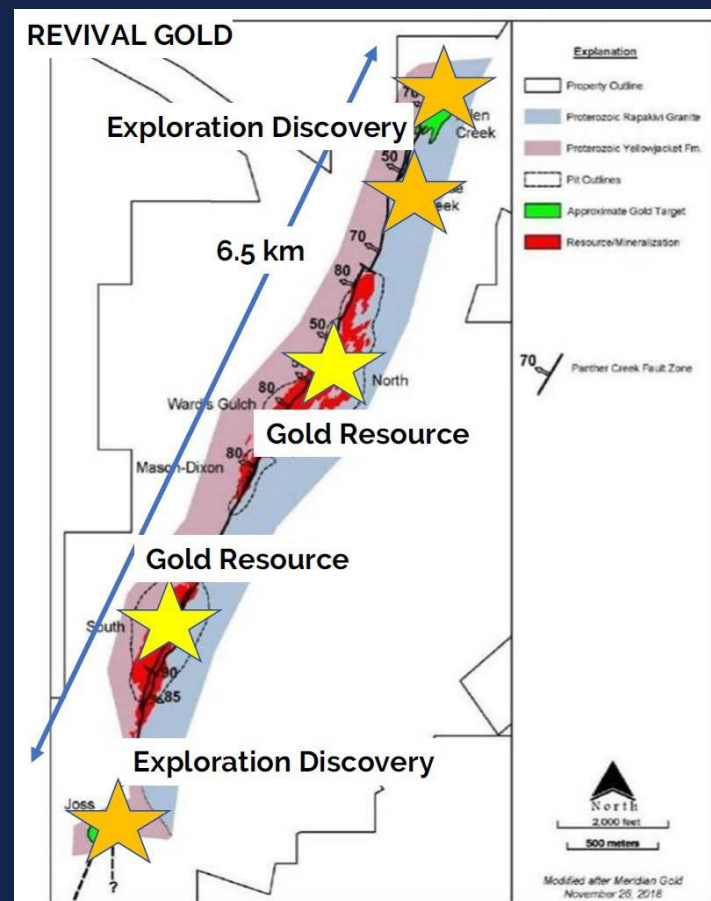 REVIVAL GOLD
Exploration Discovery
Creek
6.5 km
70
50
70
80
50
80
North
Ward's Gulch
Gold Resource
80
Mason-Dixon
Gold Resource
South
90
85
Exploration Discovery
Joss
?
Explanation
Property Outline
Proterozoic Rapakivi Granite
Proterozoic Yellowjacket Fm.
Pit Outlines
Approximate Gold Target
Resource/Mineralization
70
Panther Creek Fault Zone
North
2,000 feet
500 meters
Modified after Meridian Gold
November 26, 2018